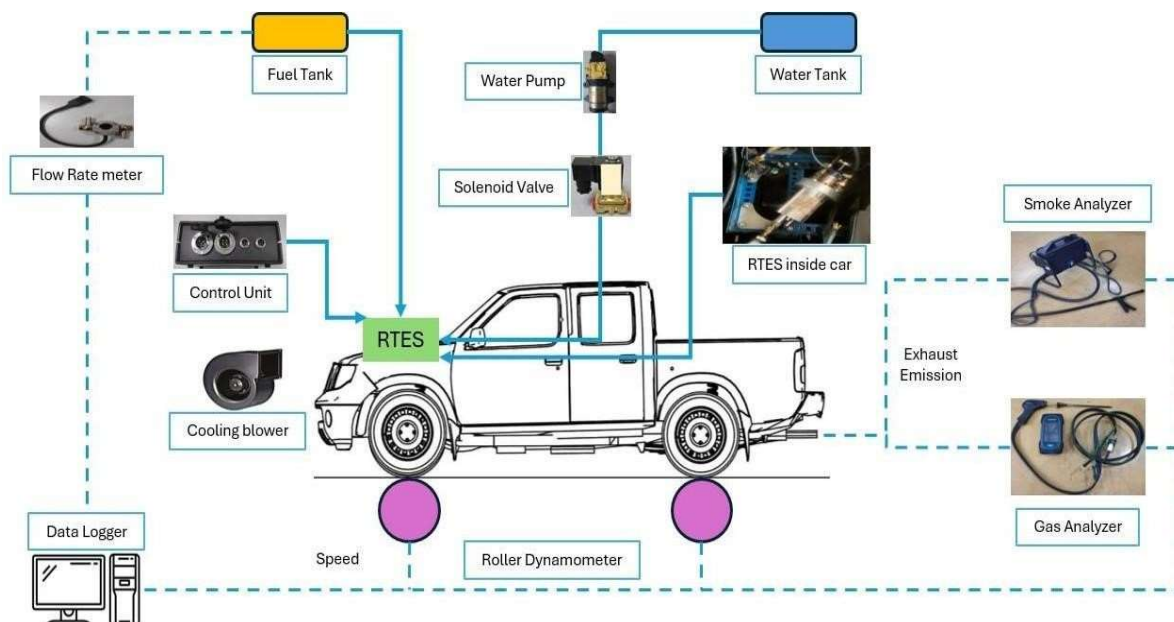 Fuel Tank
Water Pump
Water Tank
Flow Rate meter
Solenoid Valve
Smoke Analyzer
RTES inside car
Control Unit
RTES
Exhaust
Emission
Cooling blower
Gas Analyzer
Data Logger
Speed
Roller Dynamometer